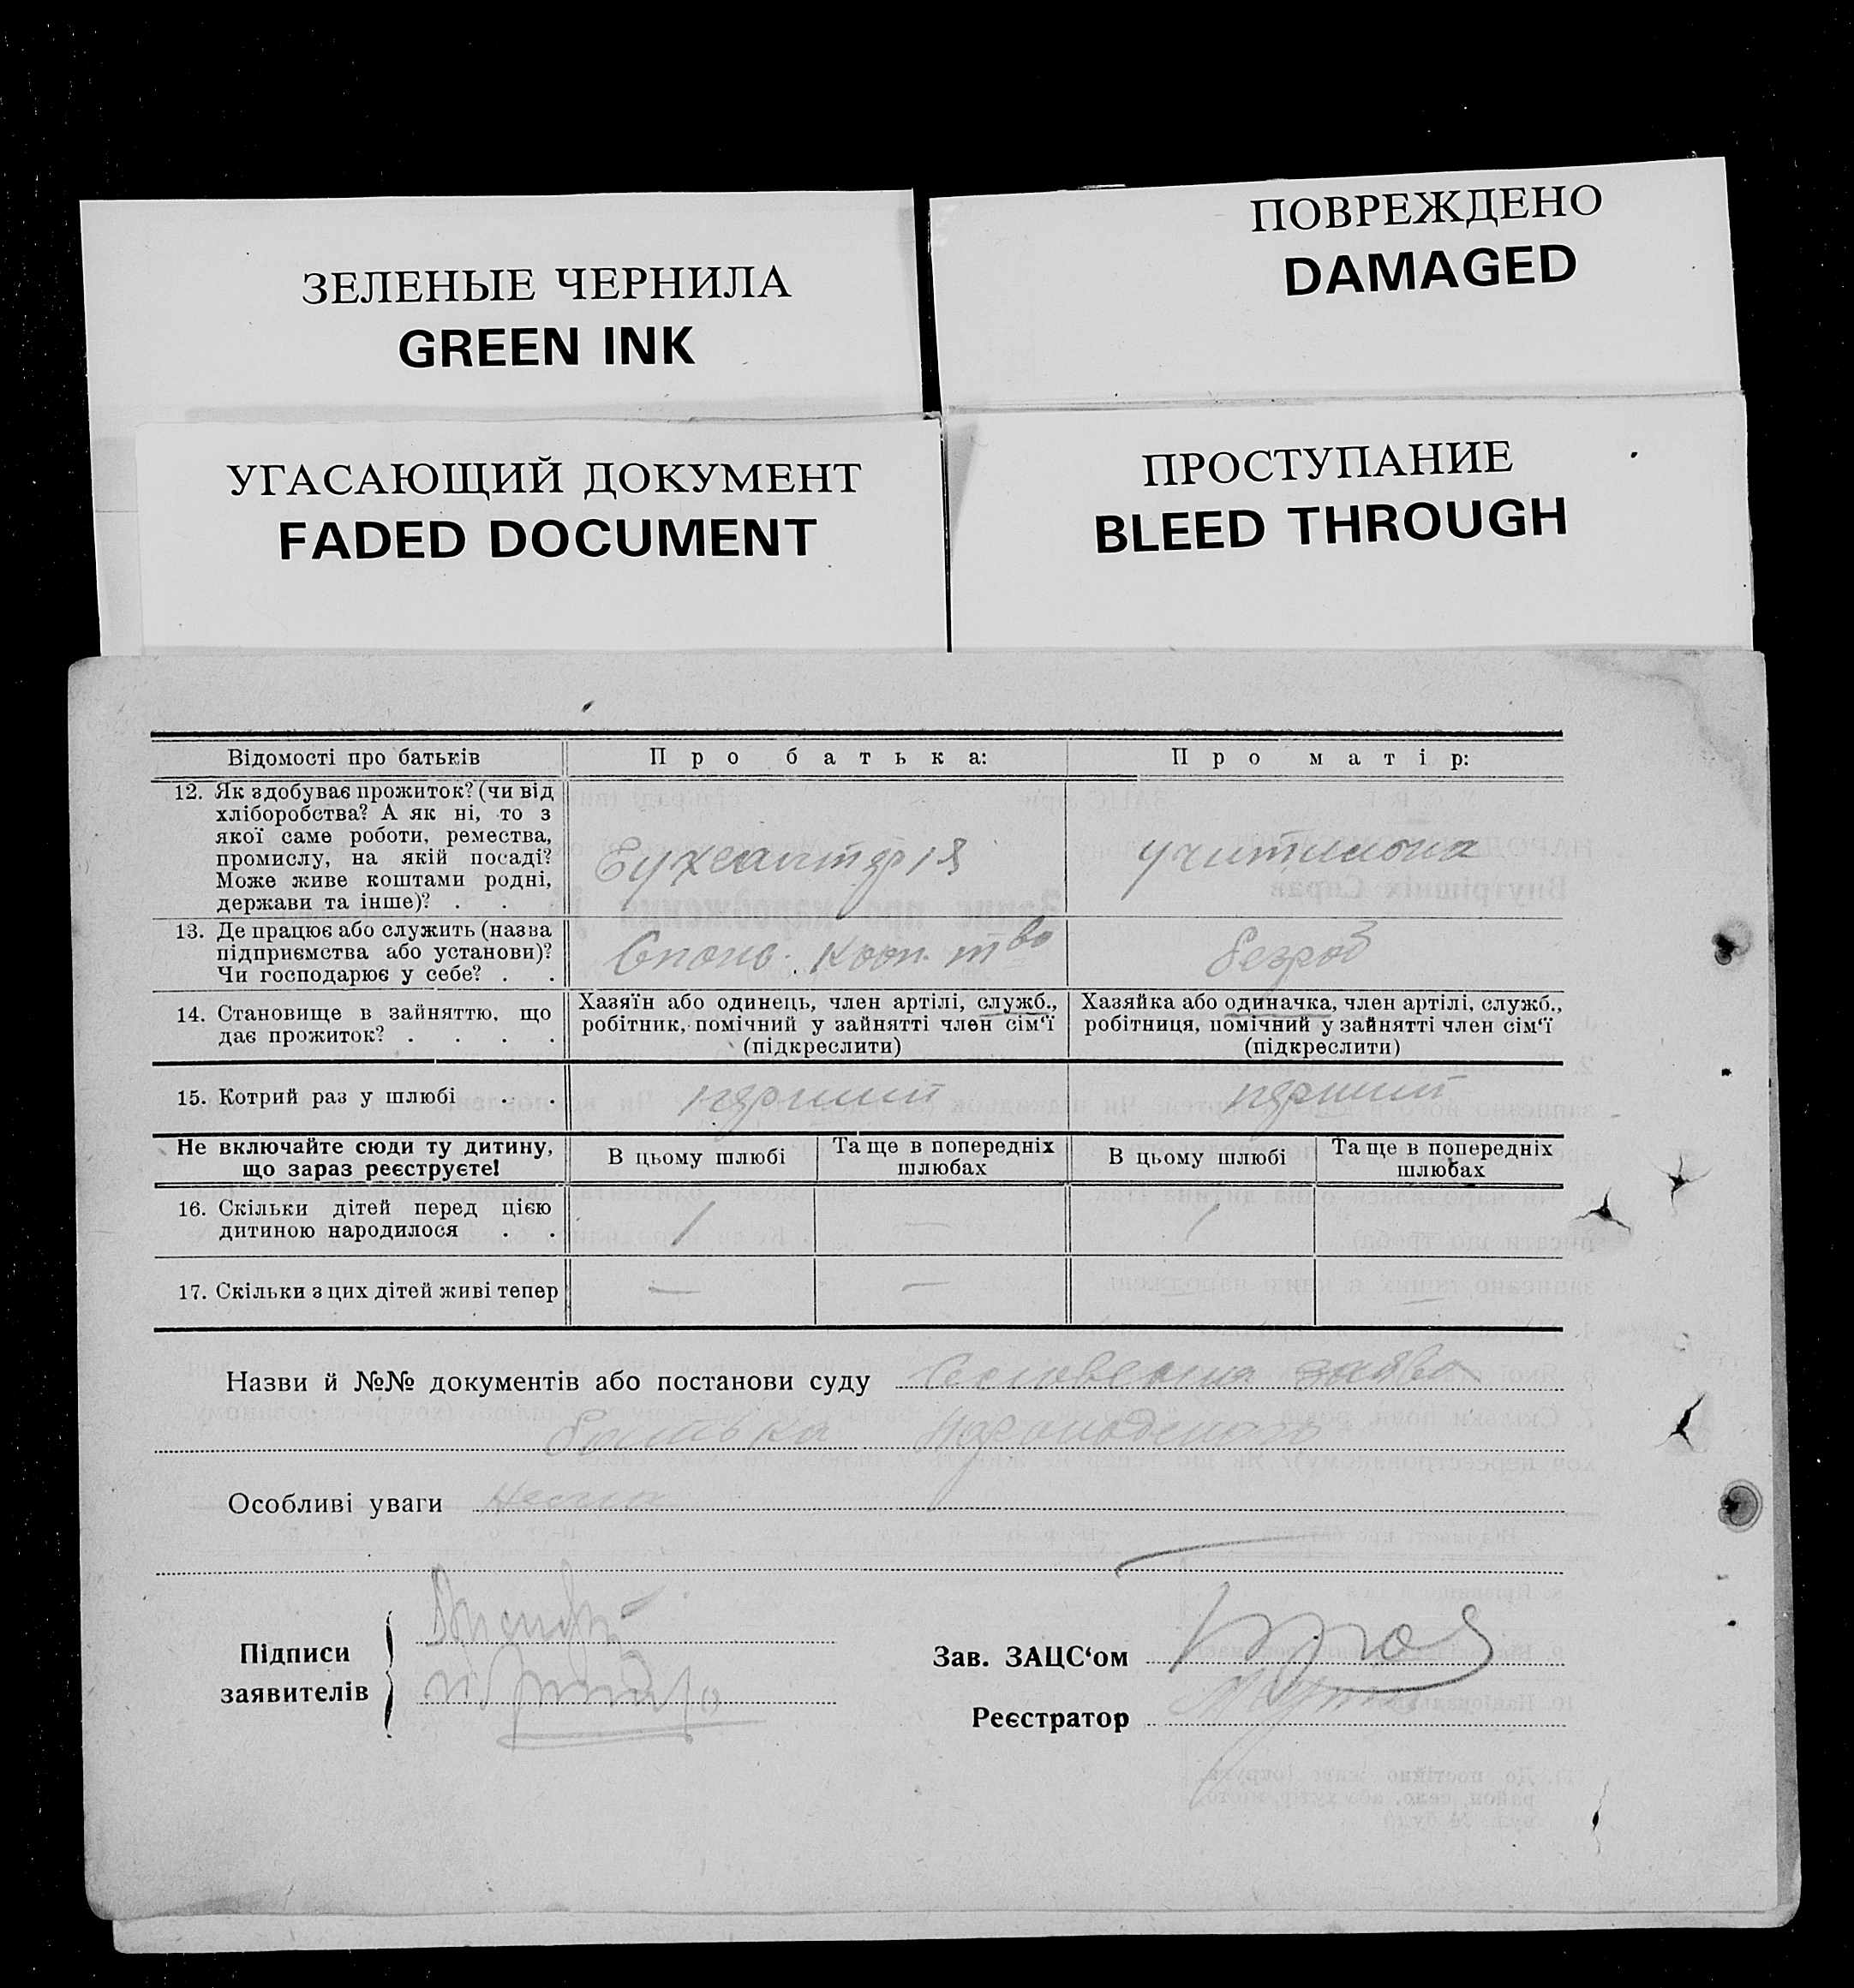 ЗЕЛЕНЫЕ ЧЕРНИЛА
GREEN INK
ПОВРЕЖДЕНО
DAMAGED
УГАСАЮЩИЙ ДОКУМЕНТ
FADED DOCUMENT
ПРОСТУПАНИЕ
BLEED THROUGH
Відомості про батьків
Про батька:
Про матір:
12. Як здобуває прожиток? (чи від
хліборобства? А як ні, то з
якої саме роботи, ремества,
промислу, на якій посаді?
Може живе коштами родні,
держави та інше)? . .
Бухгалтерія
учителька
13. Де працює або служить (назва
підприємства або установи)?
Чи господарює у себе? . .
Кооп. т-во
безроб
14. Становище в зайняттю, що
дає прожиток? . . . .
Хазяїн або одинець, член артілі, служб.,
робітник, помічний у зайнятті член сім‘ї
(підкреслити)
Хазяйка або одиначка, член артілі, служб.,
робітниця, помічний у зайнятті член сім‘ї
(підкреслити)
15. Котрий раз у шлюбі . .
перший
перший
Не включайте сюди ту дитину,
що зараз реєструєте!
В цьому шлюбі
Та ще в попередніх
шлюбах
В цьому шлюбі
Та ще в попередніх
шлюбах
16. Скільки дітей перед цією
дитиною народилося . .
1
—
1
17. Скільки з цих дітей живі тепер
—
—
—
Назви й №№ документів або постанови суду Словесна заява
батька
Особливі уваги
Підписи
заявителів
Зав. ЗАЦС‘ом
Реєстратор